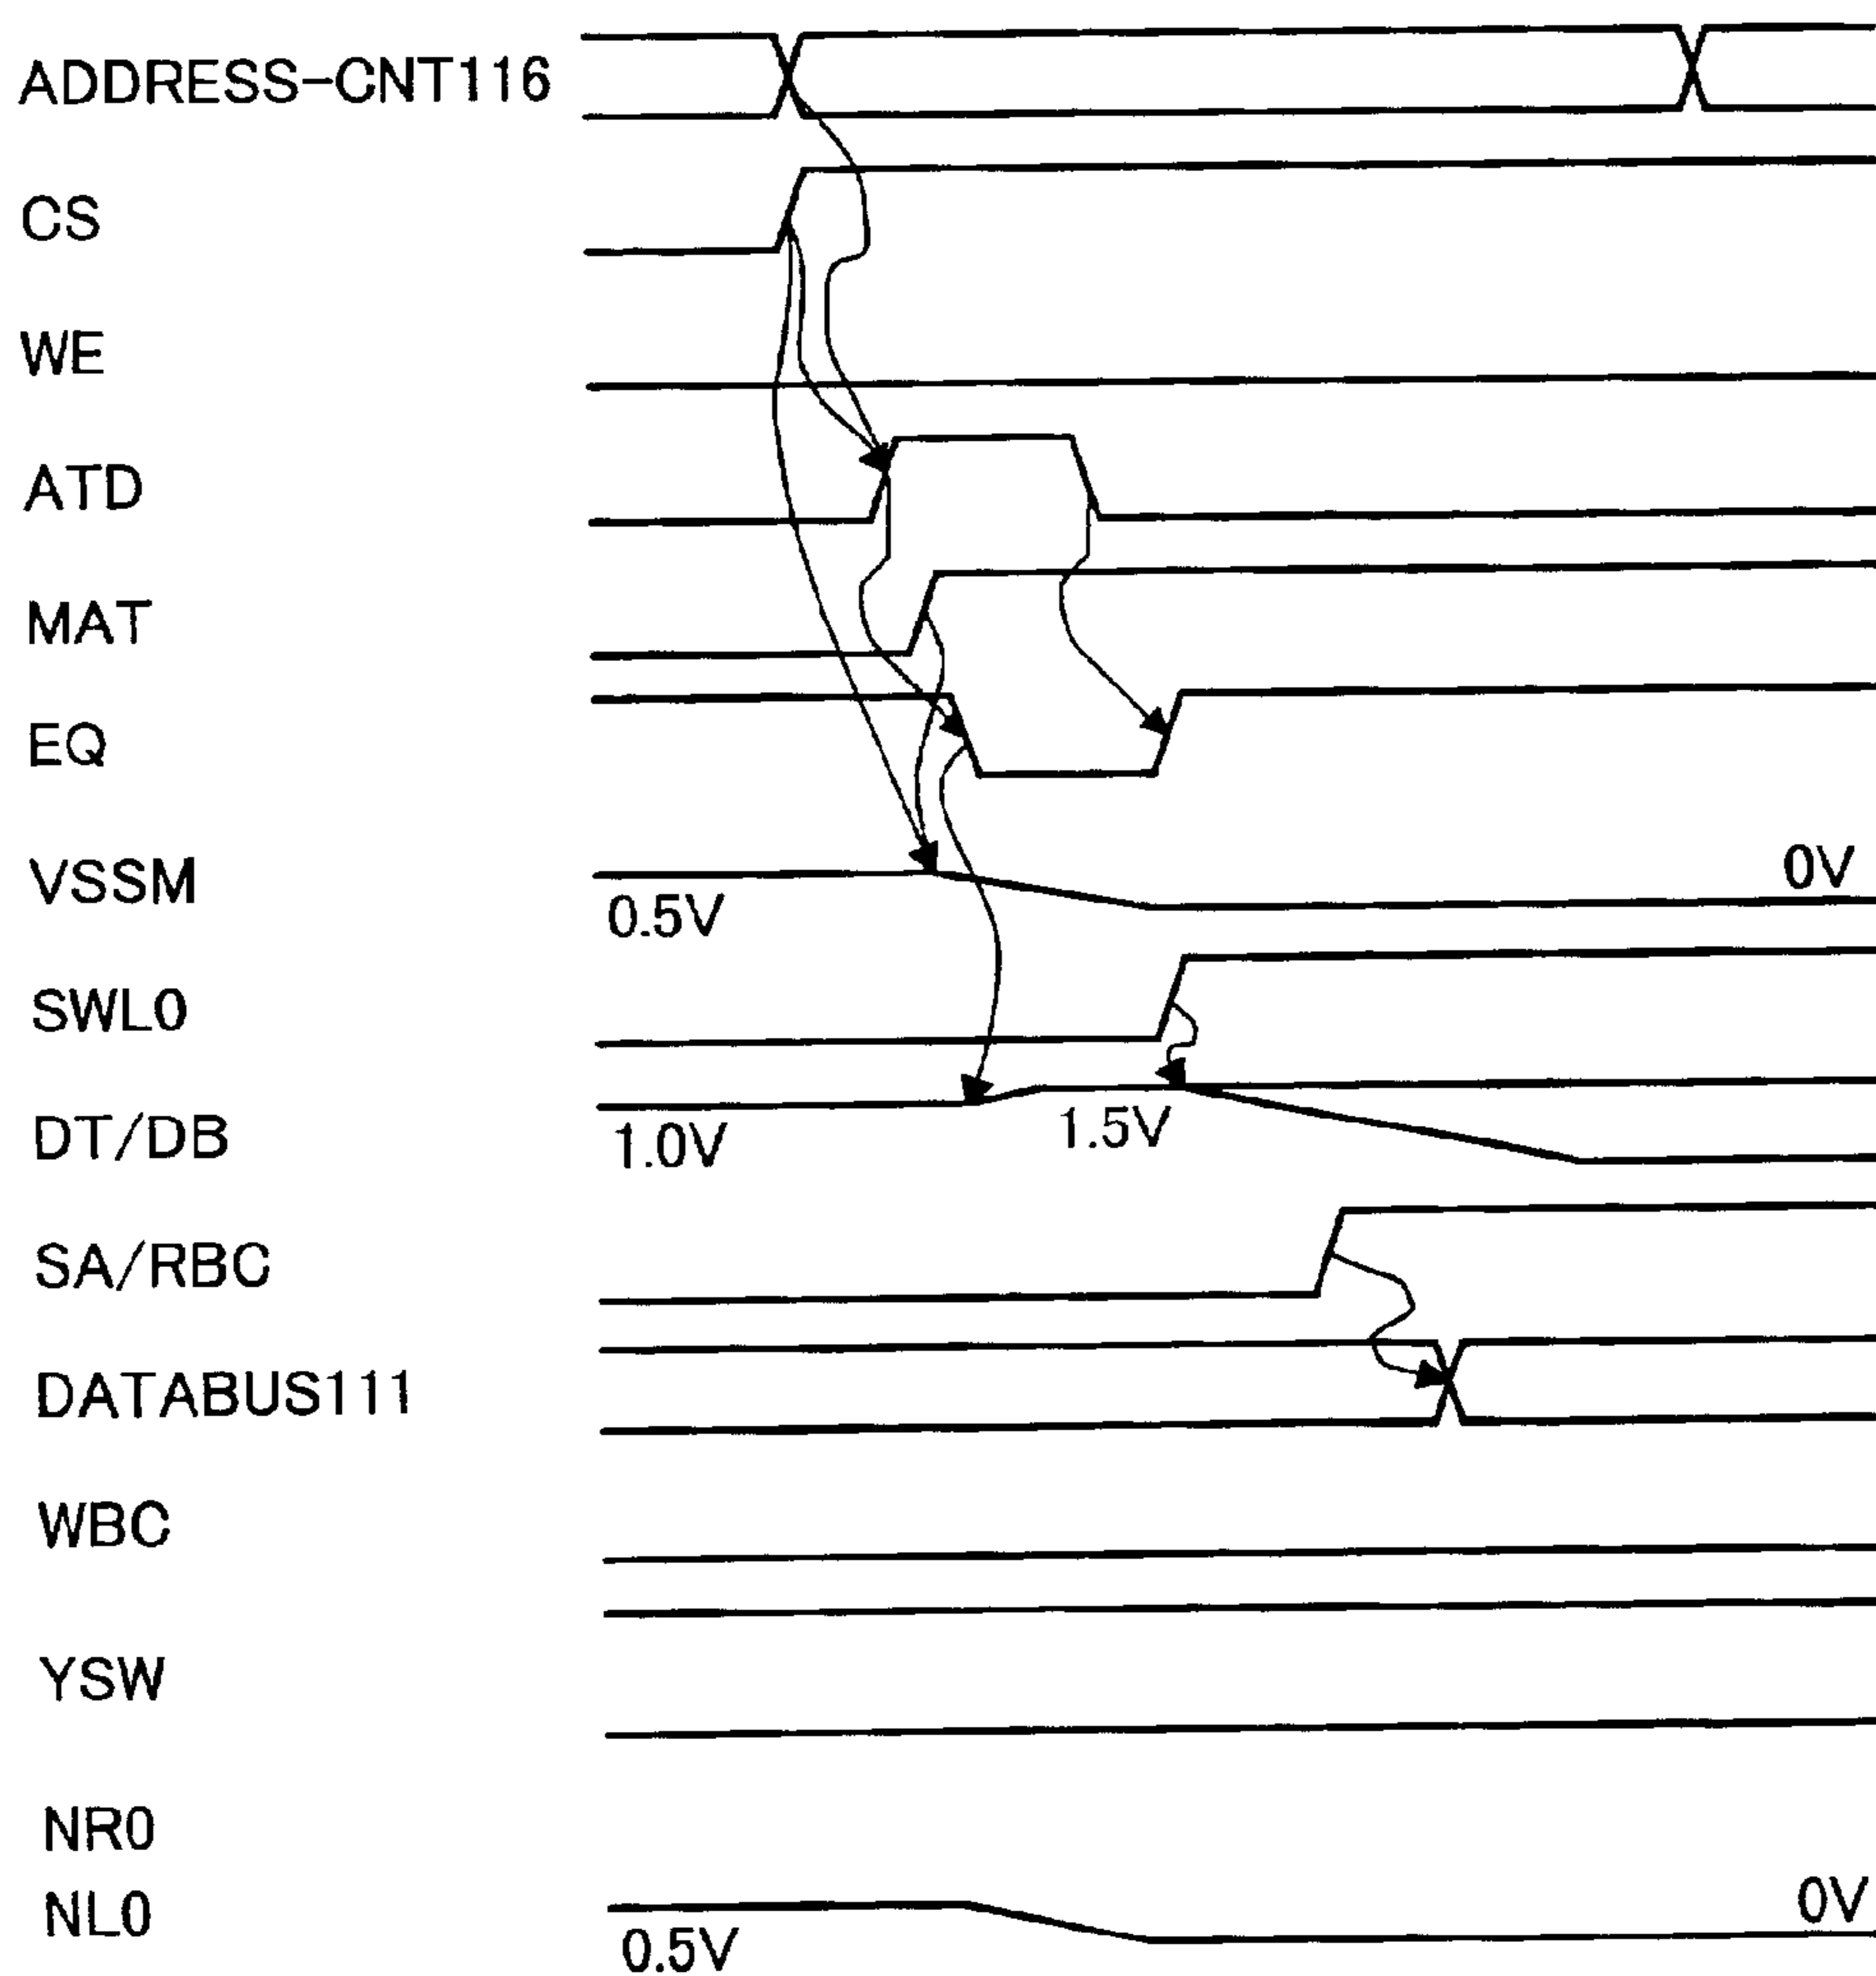 ADDRESS-CNT116
CS
WE
ATD
MAT
EQ
VSSM
0.5V
0V
SWL0
DT/DB
1.0V
1.5V
SA/RBC
DATABUS111
WBC
YSW
NR0
NL0
0.5V
0V